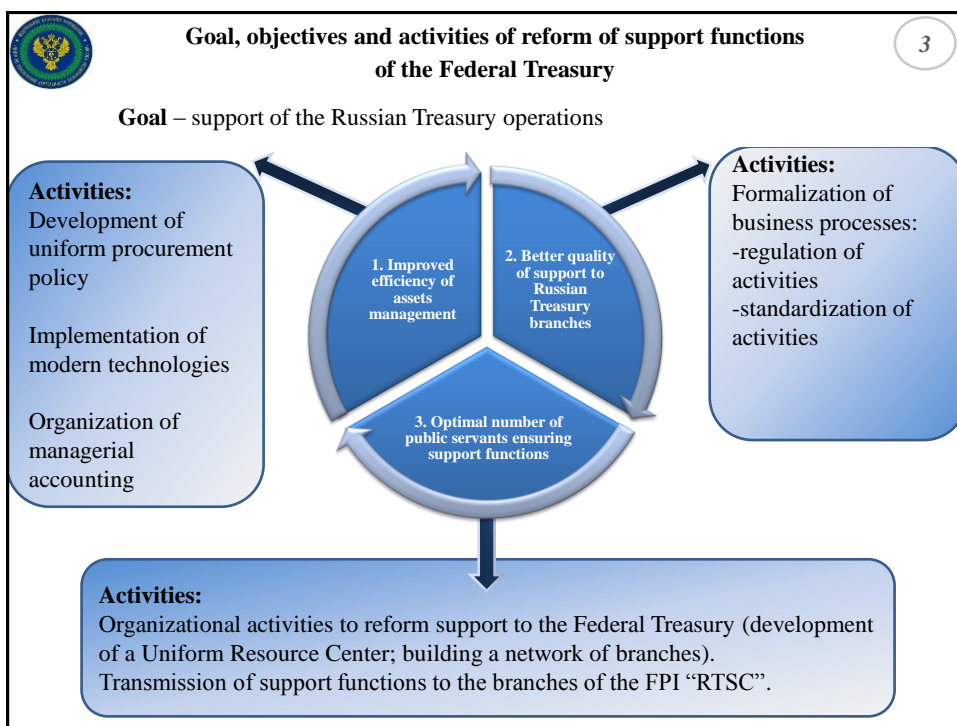 Goal, objectives and activities of reform of support functions
of the Federal Treasury
3
Goal – support of the Russian Treasury operations
Activities:
Development of
uniform procurement
policy
Implementation of
modern technologies
Organization of
managerial
accounting
1. Improved
efficiency of
assets
management
2. Better quality
of support to
Russian
Treasury
branches
3. Optimal number of
public servants ensuring
support functions
Activities:
Formalization of
business processes:
-regulation of
activities
-standardization of
activities
Activities:
Organizational activities to reform support to the Federal Treasury (development
of a Uniform Resource Center; building a network of branches).
Transmission of support functions to the branches of the FPI “RTSC”.